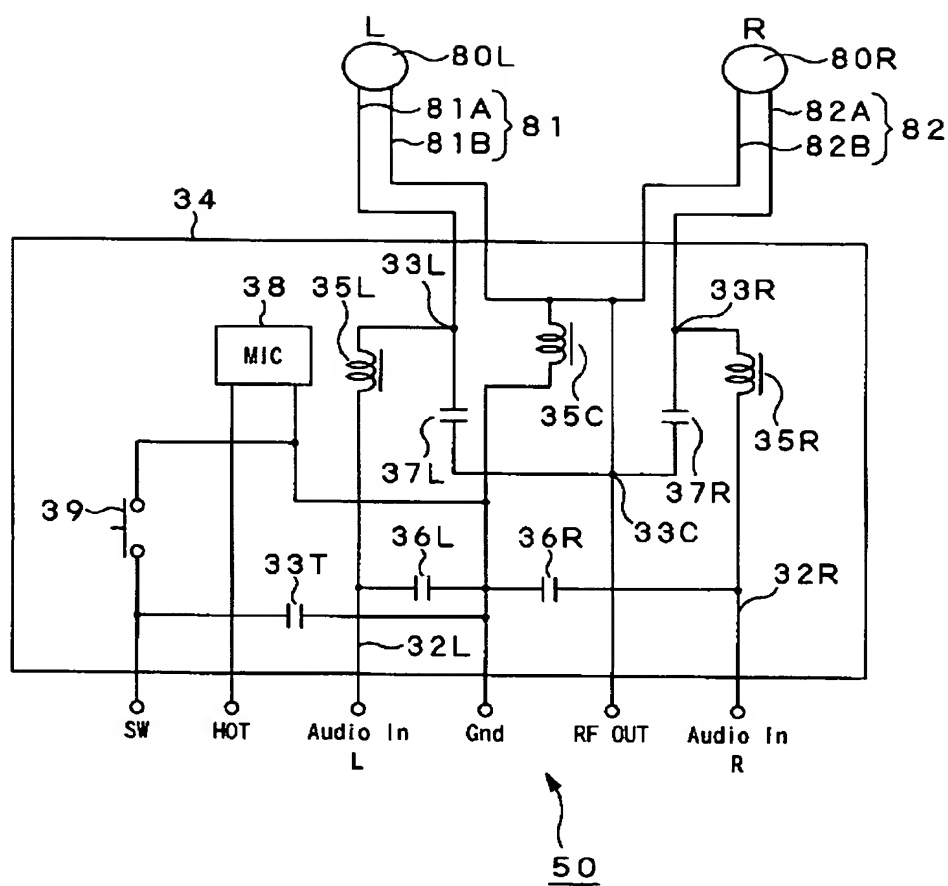 L
R
80L
80R
81A
81B
81
82A
82B
82
34
38
35L
33L
33R
MIC
35C
35R
37L
37R
39
33C
36L
36R
33T
32R
32L
SW
HOT
Audio In L
Gnd
RF OUT
Audio In R
50